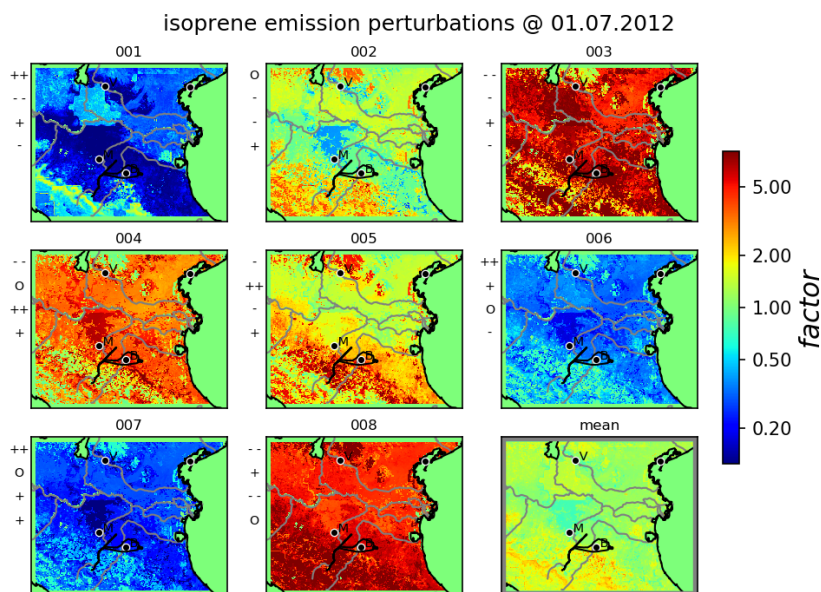 isoprene emission perturbations @ 01.07.2012
001 002 003
++ O - -
- - - -
+ - +
- + -
V
M
B
004 005 006
- - - ++
O ++ +
++ - O
+ + -
V
M M
B
007 008 mean
++ - -
O + V
+ - - M
+ O B
V
M M
B
5.00
2.00
1.00
0.50
0.20
factor